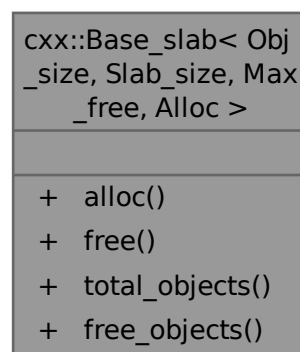 cxx::Base_slab< Obj
_size, Slab_size, Max
_free, Alloc >
+ alloc()
+ free()
+ total_objects()
+ free_objects()